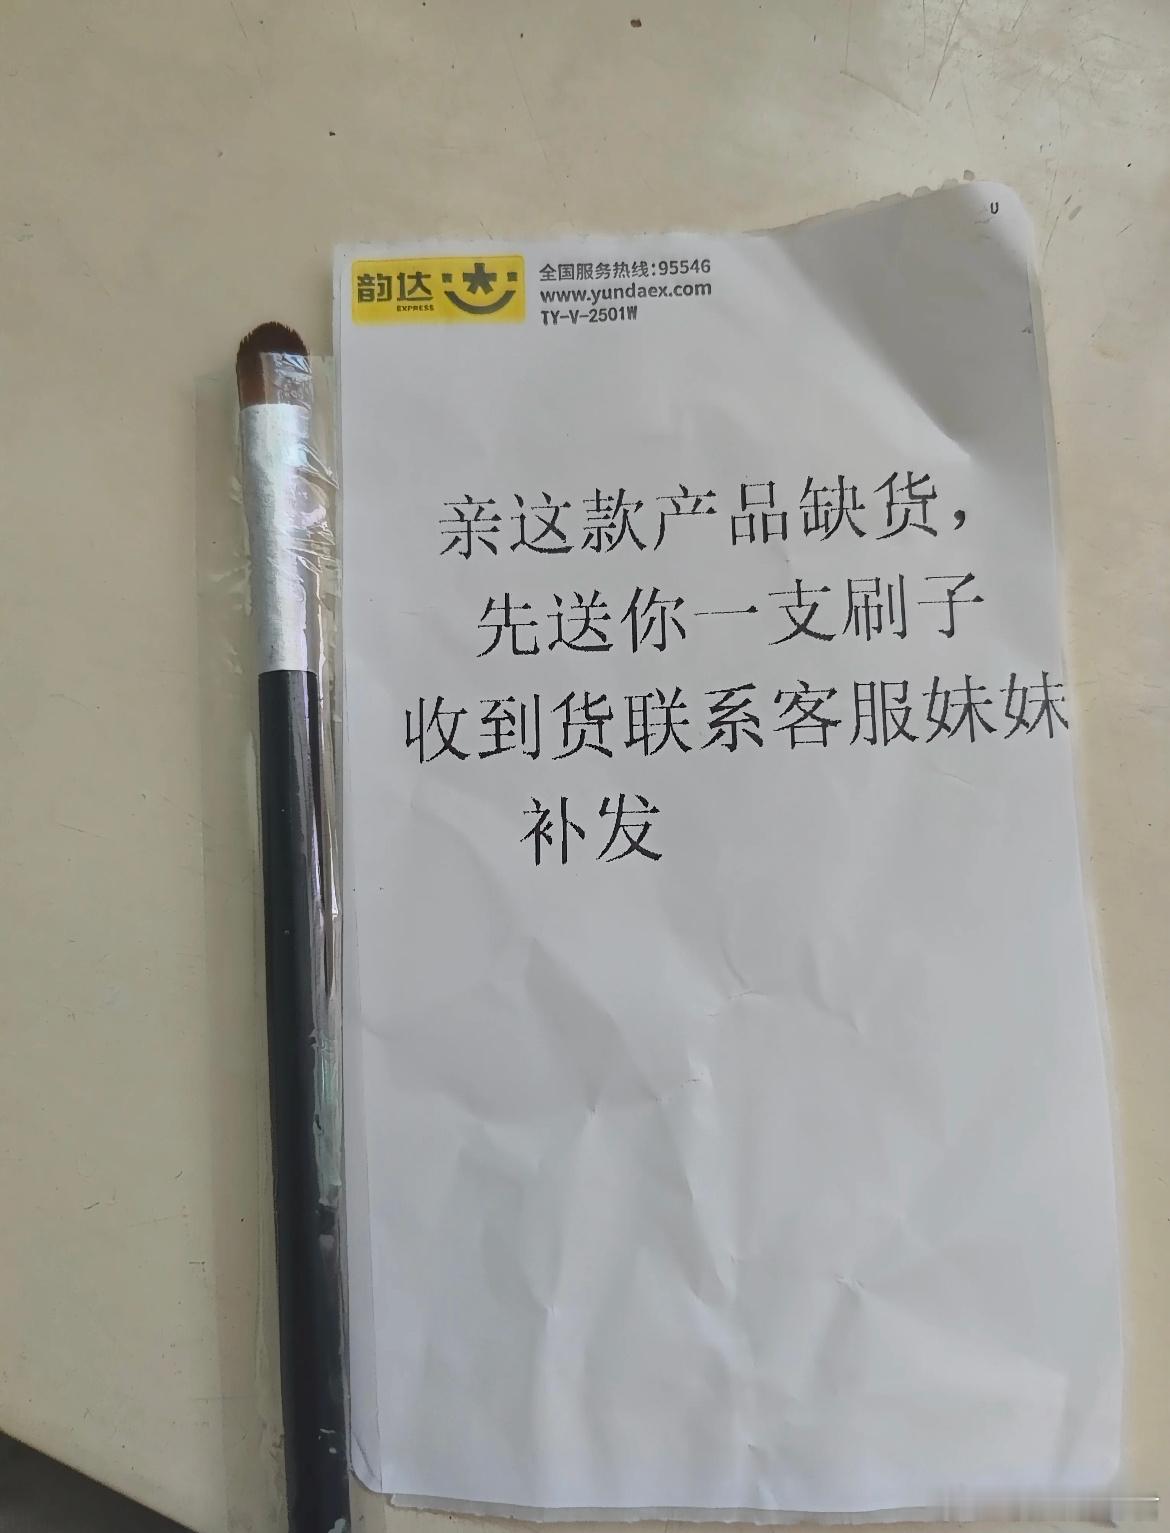 U
韵达
EXPRESS
全国服务热线:95546
www.yundaex.com
TY-V-2501W
亲这款产品缺货，
先送你一支刷子
收到货联系客服妹妹
补发